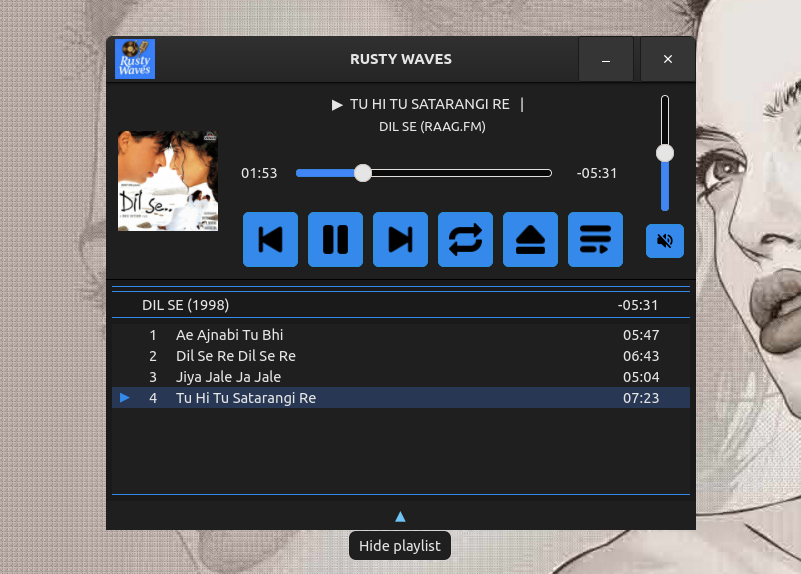 Rusty
Waves
RUSTY WAVES
TU HI TU SATARANGI RE
DIL SE (RAAG.FM)
Dil se..
01:53
-05:31
DIL SE (1998) -05:31
1 Ae Ajnabi Tu Bhi 05:47
2 Dil Se Re Dil Se Re 06:43
3 Jiya Jale Ja Jale 05:04
4 Tu Hi Tu Satarangi Re 07:23
Hide playlist